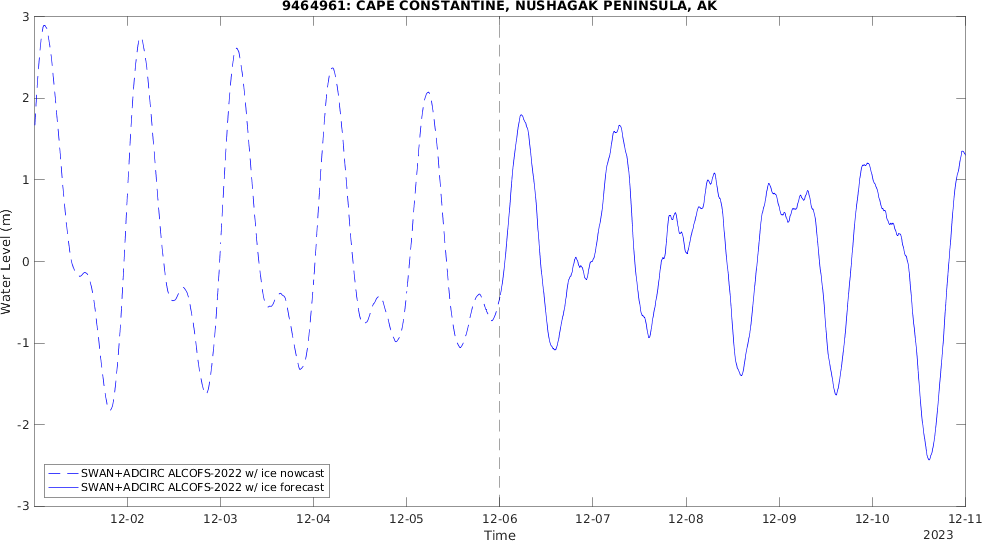 9464961: CAPE CONSTANTINE, NUSHAGAK PENINSULA, AK
3
2
1
0
-1
-2
-3
Water Level (m)
SWAN+ADCIRC ALCOFS-2022 w/ ice nowcast
SWAN+ADCIRC ALCOFS-2022 w/ ice forecast
12-02 12-03 12-04 12-05 12-06 12-07 12-08 12-09 12-10 12-11
Time
2023